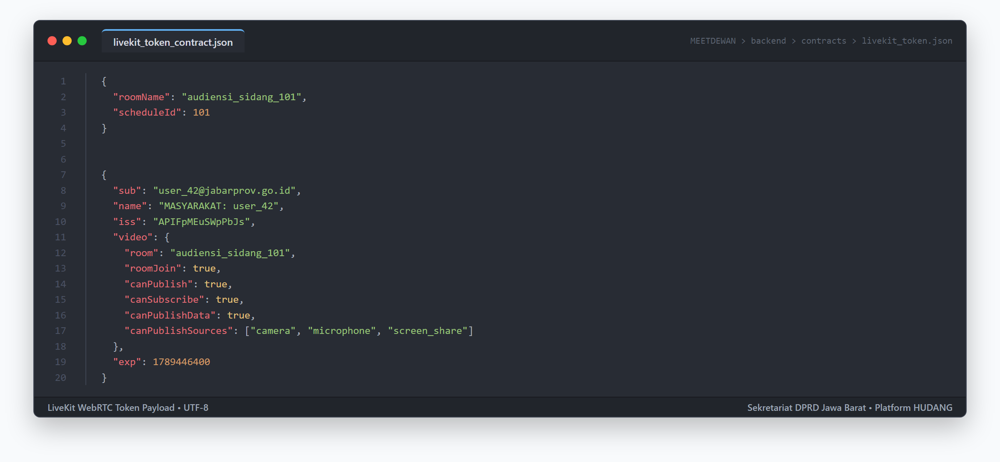 livekit_token_contract.json
MEETDEWAN > backend > contracts > livekit_token.json
1 {
2 "roomName": "audiensi_sidang_101",
3 "scheduleId": 101
4 }
5
6
7 {
8 "sub": "user_42@jabarprov.go.id",
9 "name": "MASYARAKAT: user_42",
10 "iss": "APIFpMEuSWpPbJs",
11 "video": {
12 "room": "audiensi_sidang_101",
13 "roomJoin": true,
14 "canPublish": true,
15 "canSubscribe": true,
16 "canPublishData": true,
17 "canPublishSources": ["camera", "microphone", "screen_share"]
18 },
19 "exp": 1789446400
20 }
LiveKit WebRTC Token Payload • UTF-8
Sekretariat DPRD Jawa Barat • Platform HUDANG